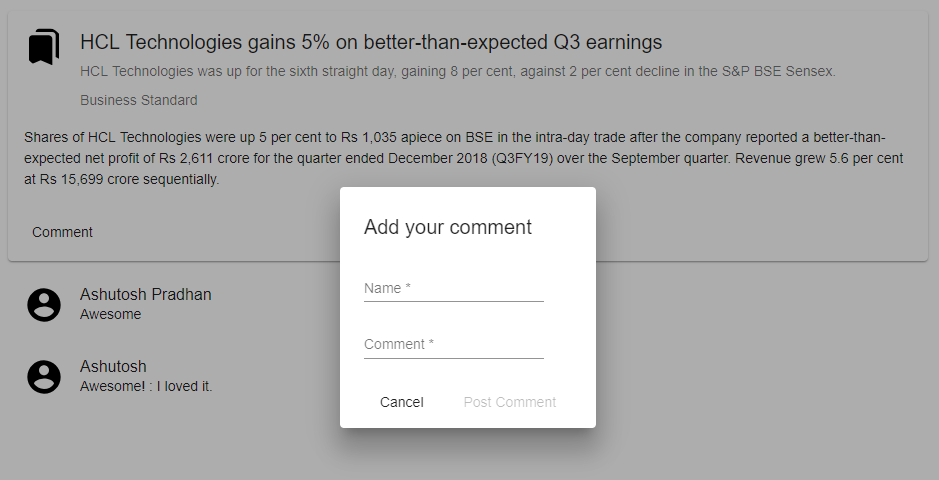 HCL Technologies gains 5% on better-than-expected Q3 earnings
HCL Technologies was up for the sixth straight day, gaining 8 per cent, against 2 per cent decline in the S&P BSE Sensex.
Business Standard
Shares of HCL Technologies were up 5 per cent to Rs 1,035 apiece on BSE in the intra-day trade after the company reported a better-than-
expected net profit of Rs 2,611 crore for the quarter ended December 2018 (Q3FY19) over the September quarter. Revenue grew 5.6 per cent
at Rs 15,699 crore sequentially.
Comment
Add your comment
Name *
Comment *
Cancel Post Comment
Ashutosh Pradhan
Awesome
Ashutosh
Awesome! : I loved it.